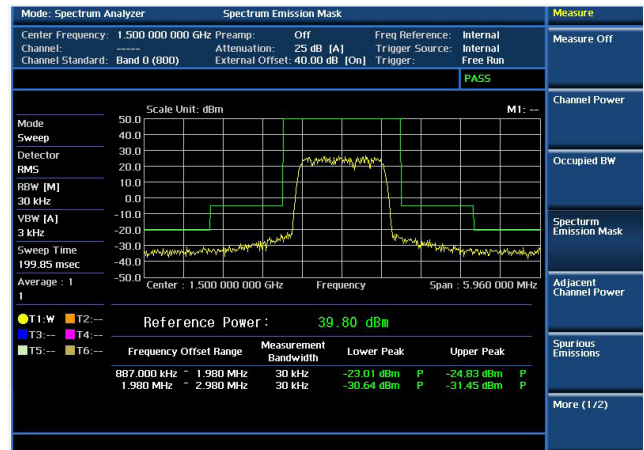 Mode: Spectrum Analyzer Spectrum Emission Mask
Center Frequency: 1.500 000 000 GHz Preamp: Off Freq Reference: Internal
Channel: ----- Attenuation: 25 dB [A] Trigger Source: Internal
Channel Standard: Band 0 (800) External Offset: 40.00 dB [On] Trigger: Free Run
PASS
Scale Unit: dBm M1: --
Mode
Sweep
Detector
RMS
RBW [M]
30 kHz
VBW [A]
3 kHz
Sweep Time
199.85 msec
Average : 1
1
T1:W T2:--
T3:-- T4:--
T5:-- T6:--
50.0
40.0
30.0
20.0
10.0
0.0
-10.0
-20.0
-30.0
-40.0
-50.0
Center : 1.500 000 000 GHz Frequency Span : 5.960 000 MHz
Reference Power: 39.80 dBm
Frequency Offset Range Measurement Bandwidth Lower Peak Upper Peak
887.000 kHz ~ 1.980 MHz 30 kHz -23.01 dBm P -24.83 dBm P
1.980 MHz ~ 2.980 MHz 30 kHz -30.64 dBm P -31.45 dBm P
Measure
Measure Off
Channel Power
Occupied BW
Specturm
Emission Mask
Adjacent
Channel Power
Spurious
Emissions
More (1/2)